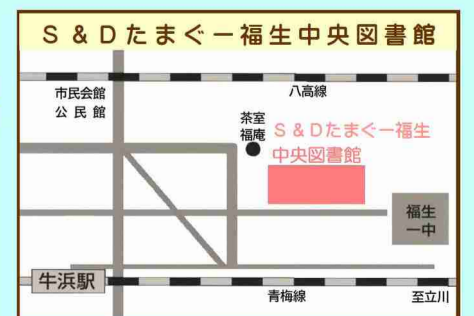 S＆Dたまぐー福生中央図書館
市民会館
公民館
八高線
茶室
福庵
S＆Dたまぐー福生
中央図書館
福生
一中
牛浜駅
青梅線
至立川